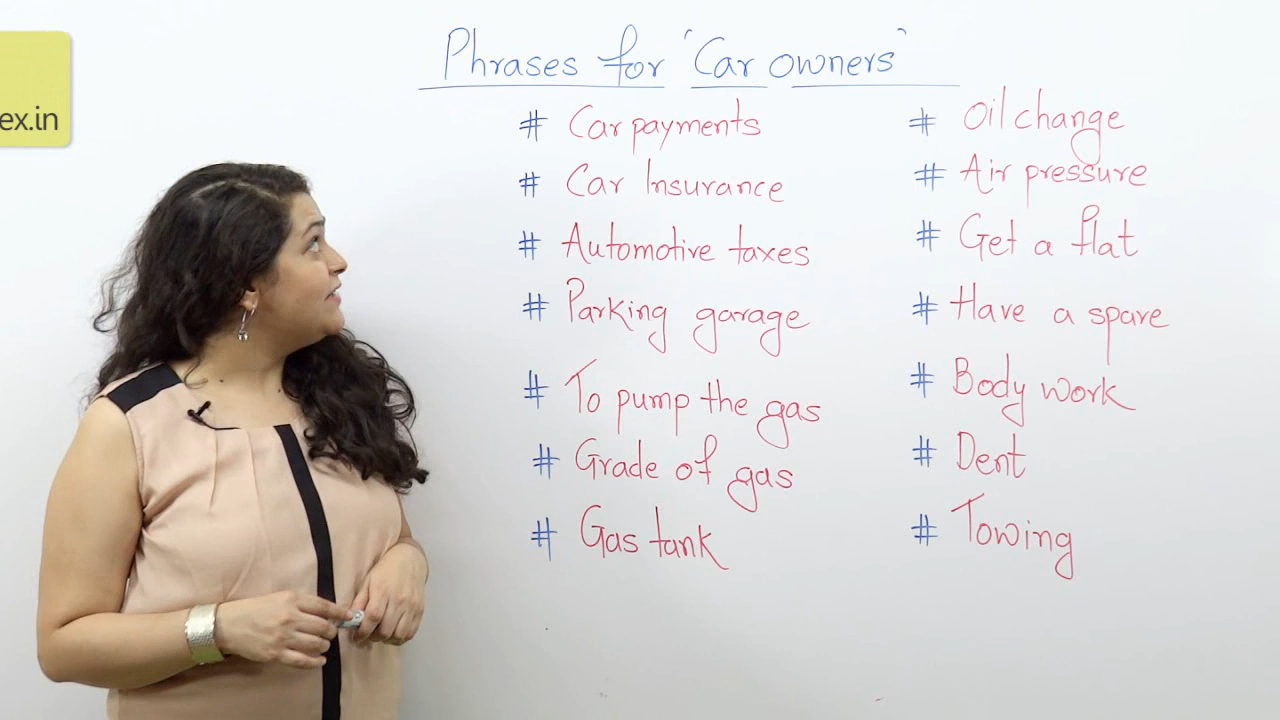 ex.in
Phrases for 'Car owners'
# Car payments
# Car Insurance
# Automotive taxes
# Parking garage
# To pump the gas
# Grade of gas
# Gas tank
# Oil change
# Air pressure
# Get a flat
# Have a spare
# Body work
# Dent
# Towing